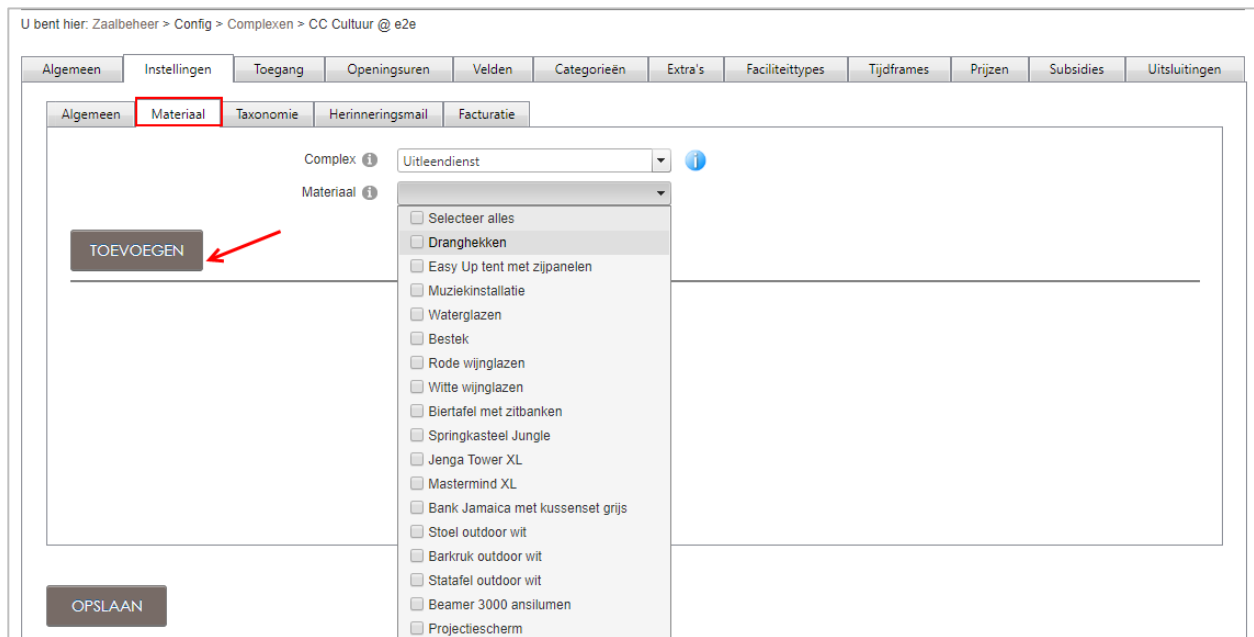 U bent hier: Zaalbeheer > Config > Complexen > CC Cultuur @ e2e
Algemeen Instellingen Toegang Openingsuren Velden Categorieën Extra's Faciliteittypes Tijdframes Prijzen Subsidies Uitsluitingen
Algemeen Materiaal Taxonomie Herinneringsmail Facturatie
Complex Uitleendienst
Materiaal
Selecteer alles
TOEVOEGEN
Dranghekken
Easy Up tent met zijpanelen
Muziekinstallatie
Waterglazen
Bestek
Rode wijnglazen
Witte wijnglazen
Biertafel met zitbanken
Springkasteel Jungle
Jenga Tower XL
Mastermind XL
Bank Jamaica met kussenset grijs
Stoel outdoor wit
Barkruk outdoor wit
Statafel outdoor wit
OPSLAAN
Beamer 3000 ansilumen
Projectiescherm